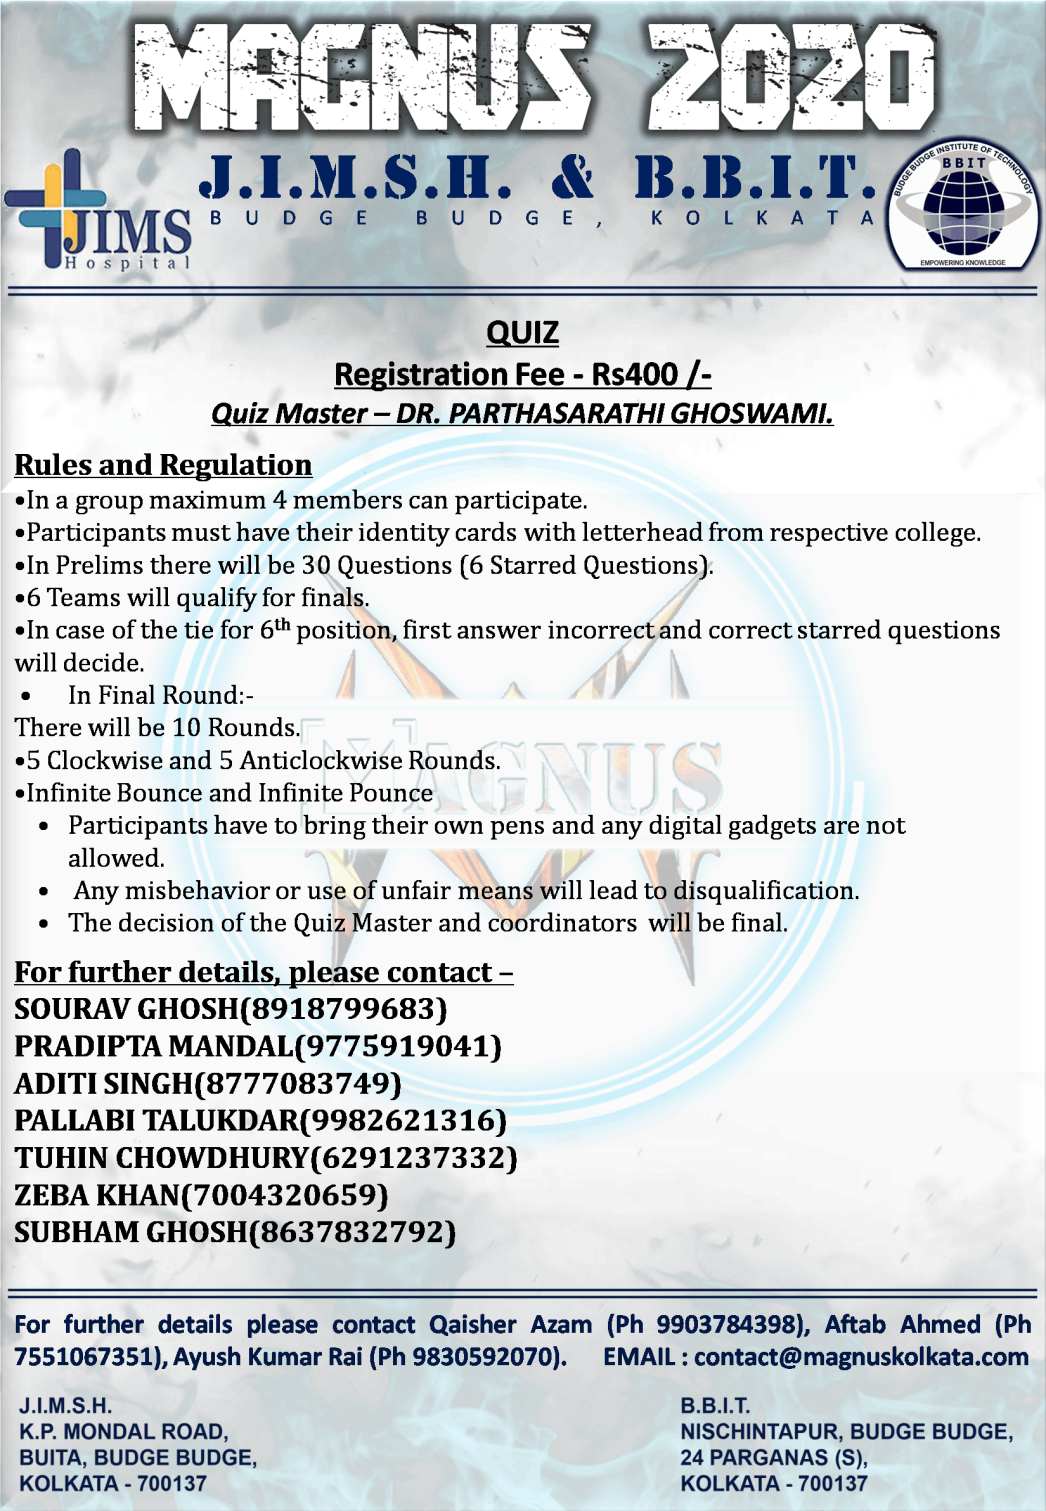 MAGNUS 2020
J.I.M.S.H. & B.B.I.T.
BUDGE BUDGE, KOLKATA
JIMS
Hospital
BUDGE BUDGE INSTITUTE OF TECHNOLOGY
BBIT
EMPOWERING KNOWLEDGE
QUIZ
Registration Fee - Rs400 /-
Quiz Master – DR. PARTHASARATHI GHOSWAMI.
Rules and Regulation
•In a group maximum 4 members can participate.
•Participants must have their identity cards with letterhead from respective college.
•In Prelims there will be 30 Questions (6 Starred Questions).
•6 Teams will qualify for finals.
•In case of the tie for 6th position, first answer incorrect and correct starred questions
will decide.
• In Final Round:-
There will be 10 Rounds.
•5 Clockwise and 5 Anticlockwise Rounds.
•Infinite Bounce and Infinite Pounce
• Participants have to bring their own pens and any digital gadgets are not
allowed.
• Any misbehavior or use of unfair means will lead to disqualification.
• The decision of the Quiz Master and coordinators will be final.
MAGNUS
For further details, please contact –
SOURAV GHOSH(8918799683)
PRADIPTA MANDAL(9775919041)
ADITI SINGH(8777083749)
PALLABI TALUKDAR(9982621316)
TUHIN CHOWDHURY(6291237332)
ZEBA KHAN(7004320659)
SUBHAM GHOSH(8637832792)
For further details please contact Qaisher Azam (Ph 9903784398), Aftab Ahmed (Ph
7551067351), Ayush Kumar Rai (Ph 9830592070). EMAIL : contact@magnuskolkata.com
J.I.M.S.H.
K.P. MONDAL ROAD,
BUITA, BUDGE BUDGE,
KOLKATA - 700137
B.B.I.T.
NISCHINTAPUR, BUDGE BUDGE,
24 PARGANAS (S),
KOLKATA - 700137